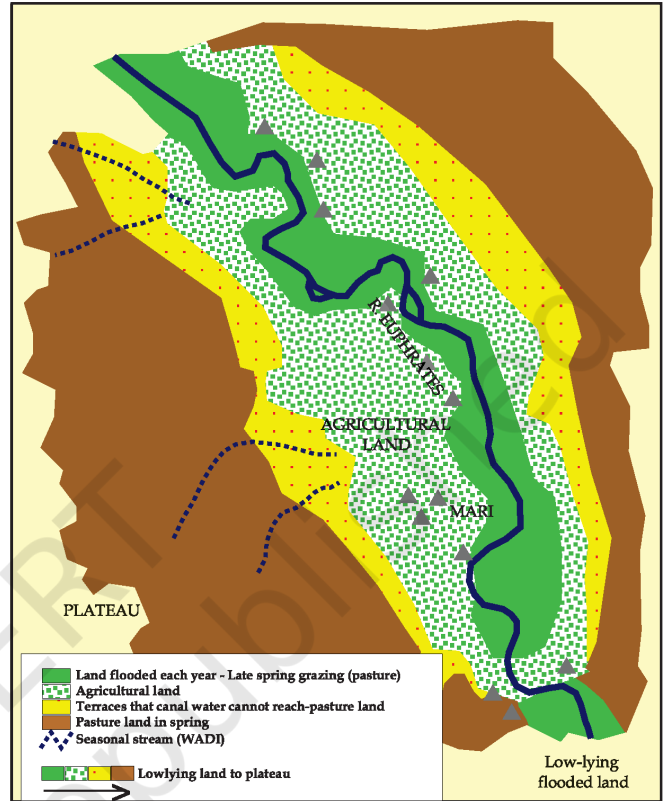 R. EUPHRATES
AGRICULTURAL
LAND
MARI
PLATEAU
Land flooded each year - Late spring grazing (pasture)
Agricultural land
Terraces that canal water cannot reach-pasture land
Pasture land in spring
Seasonal stream (WADI)
Lowlying land to plateau
Low-lying
flooded land